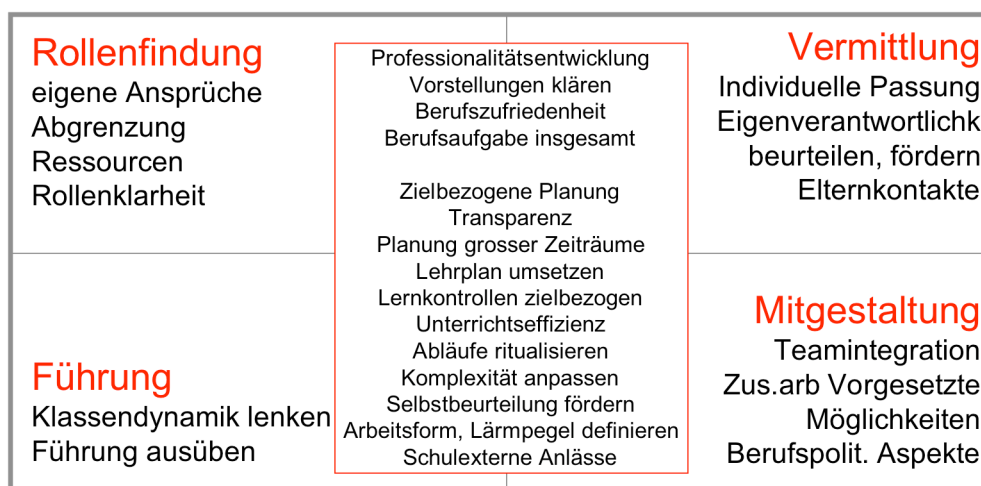 Rollenfindung
eigene Ansprüche
Abgrenzung
Ressourcen
Rollenklarheit
Professionalitätsentwicklung
Vorstellungen klären
Berufszufriedenheit
Berufsaufgabe insgesamt
Zielbezogene Planung
Transparenz
Planung grosser Zeiträume
Lehrplan umsetzen
Lernkontrollen zielbezogen
Unterrichtseffizienz
Abläufe ritualisieren
Komplexität anpassen
Selbstbeurteilung fördern
Arbeitsform, Lärmpegel definieren
Schulexterne Anlässe
Vermittlung
Individuelle Passung
Eigenverantwortlichk
beurteilen, fördern
Elternkontakte
Führung
Klassendynamik lenken
Führung ausüben
Mitgestaltung
Teamintegration
Zus.arb Vorgesetzte
Möglichkeiten
Berufspolit. Aspekte